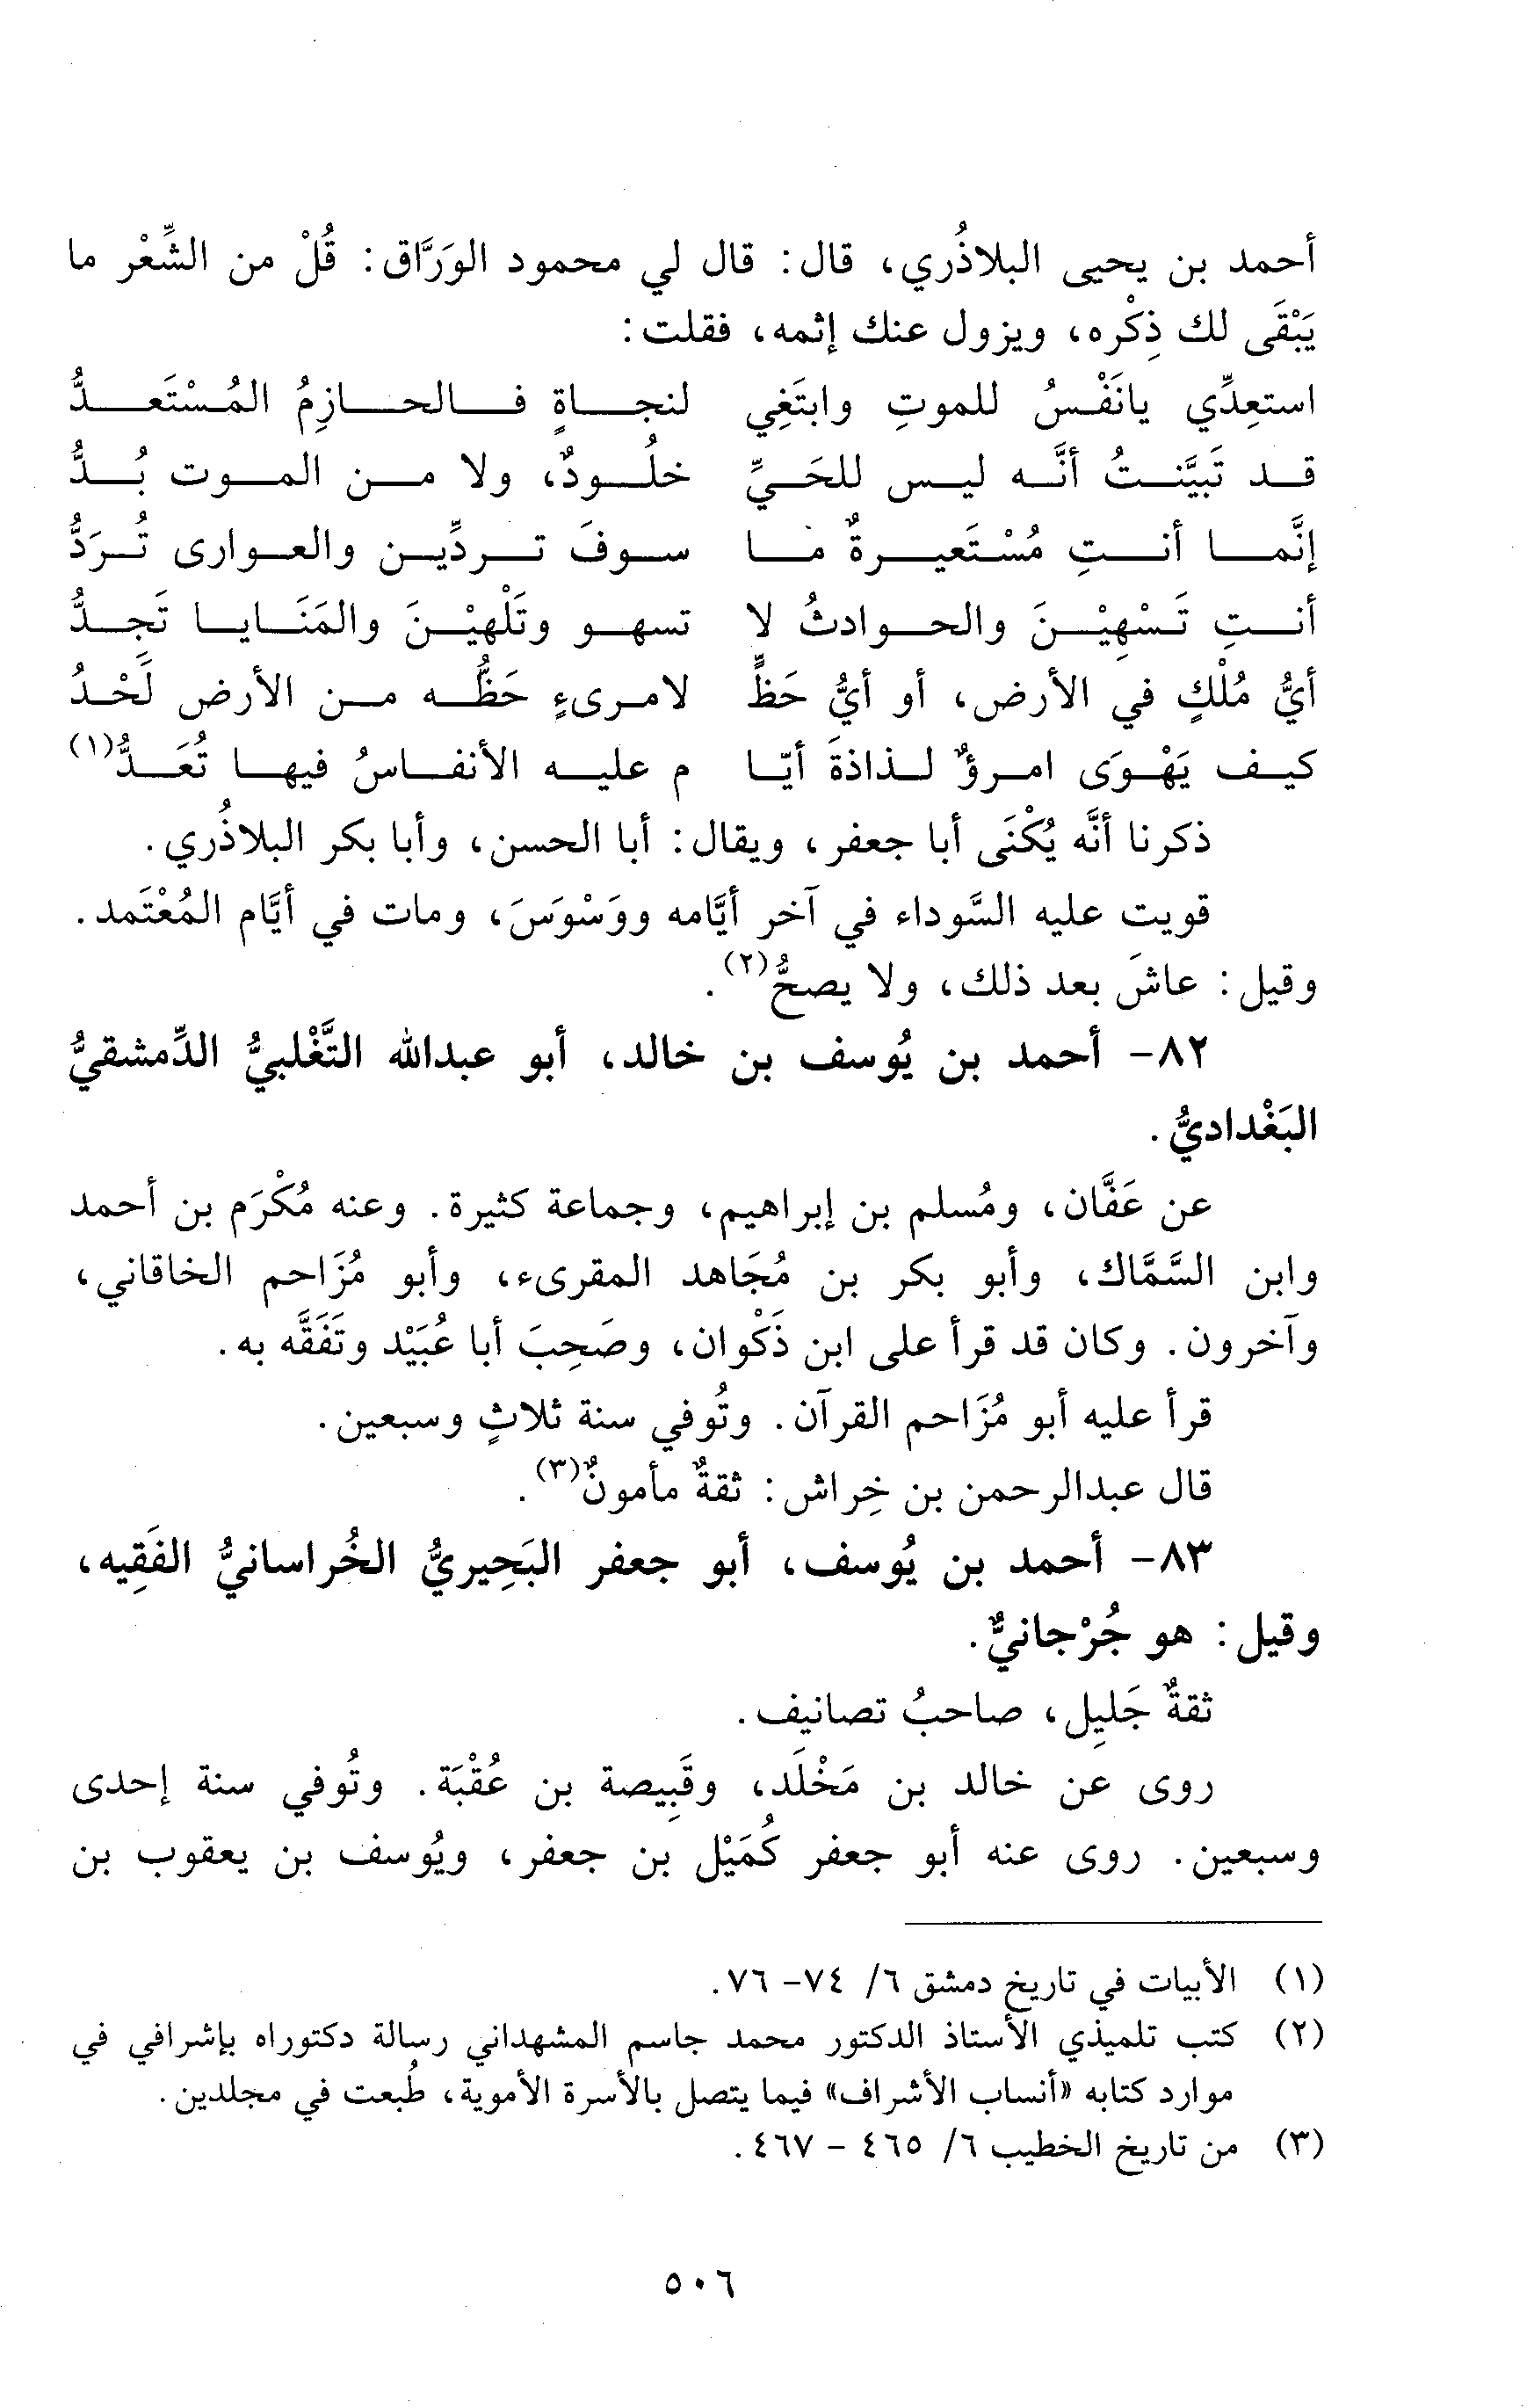 أحمد بن يحيى البلاذُري، قال: قال لي محمود الوَرَّاق: قُلْ من الشِّعْر ما
يَبْقَى لك ذِكْره، ويزول عنك إثمه، فقلت:
استعِدِّي يانَفْسُ للموتِ وابتَغِي لنجاةٍ فالحازِمُ المُسْتَعدُّ
قد تَبيَّنتُ أنَّه ليس للحَيِّ خلُودٌ، ولا من الموت بُدُّ
إنَّما أنتِ مُسْتَعيرةٌ ما سوفَ تردِّين والعوارى تُرَدُّ
أنتِ تَسْهِيْنَ والحوادثُ لا تسهو وتَلْهيْنَ والمَنَايا تَجِدُّ
أيُّ مُلْكٍ في الأرض، أو أيُّ حَظٍّ لامرىءٍ حَظُّه من الأرض لَحْدُ
كيف يَهْوَى امرؤٌ لذاذةَ أيّا م عليه الأنفاسُ فيها تُعَدُّ(١)
ذكرنا أنَّه يُكْنَى أبا جعفر، ويقال: أبا الحسن، وأبا بكر البلاذُري.
قويت عليه السَّوداء في آخر أيَّامه ووَسْوَسَ، ومات في أيَّام المُعْتَمد.
وقيل: عاشَ بعد ذلك، ولا يصحُّ(٢).
٨٢- أحمد بن يُوسف بن خالد، أبو عبدالله التَّغْلبيُّ الدِّمشقيُّ
البَغْداديُّ.
عن عَفَّان، ومُسلم بن إبراهيم، وجماعة كثيرة. وعنه مُكْرَم بن أحمد
وابن السَّمَّاك، وأبو بكر بن مُجَاهد المقرىء، وأبو مُزَاحم الخاقاني،
وآخرون. وكان قد قرأ على ابن ذَكْوان، وصَحِبَ أبا عُبَيْد وتَفَقَّه به.
قرأ عليه أبو مُزَاحم القرآن. وتُوفي سنة ثلاثٍ وسبعين.
قال عبدالرحمن بن خِراش: ثقةٌ مأمونٌ(٣).
٨٣- أحمد بن يُوسف، أبو جعفر البَحِيريُّ الخُراسانيُّ الفَقِيه،
وقيل: هو جُرْجانيٌّ.
ثقةٌ جَلِيل، صاحبُ تصانيف.
روى عن خالد بن مَخْلَد، وقَبِيصة بن عُقْبَة. وتُوفي سنة إحدى
وسبعين. روى عنه أبو جعفر كُمَيْل بن جعفر، ويُوسف بن يعقوب بن
(١) الأبيات في تاريخ دمشق ٦/ ٧٤- ٧٦.
(٢) كتب تلميذي الأستاذ الدكتور محمد جاسم المشهداني رسالة دكتوراه بإشرافي في
موارد كتابه «أنساب الأشراف» فيما يتصل بالأسرة الأموية، طُبعت في مجلدين.
(٣) من تاريخ الخطيب ٦/ ٤٦٥ - ٤٦٧.
٥٠٦